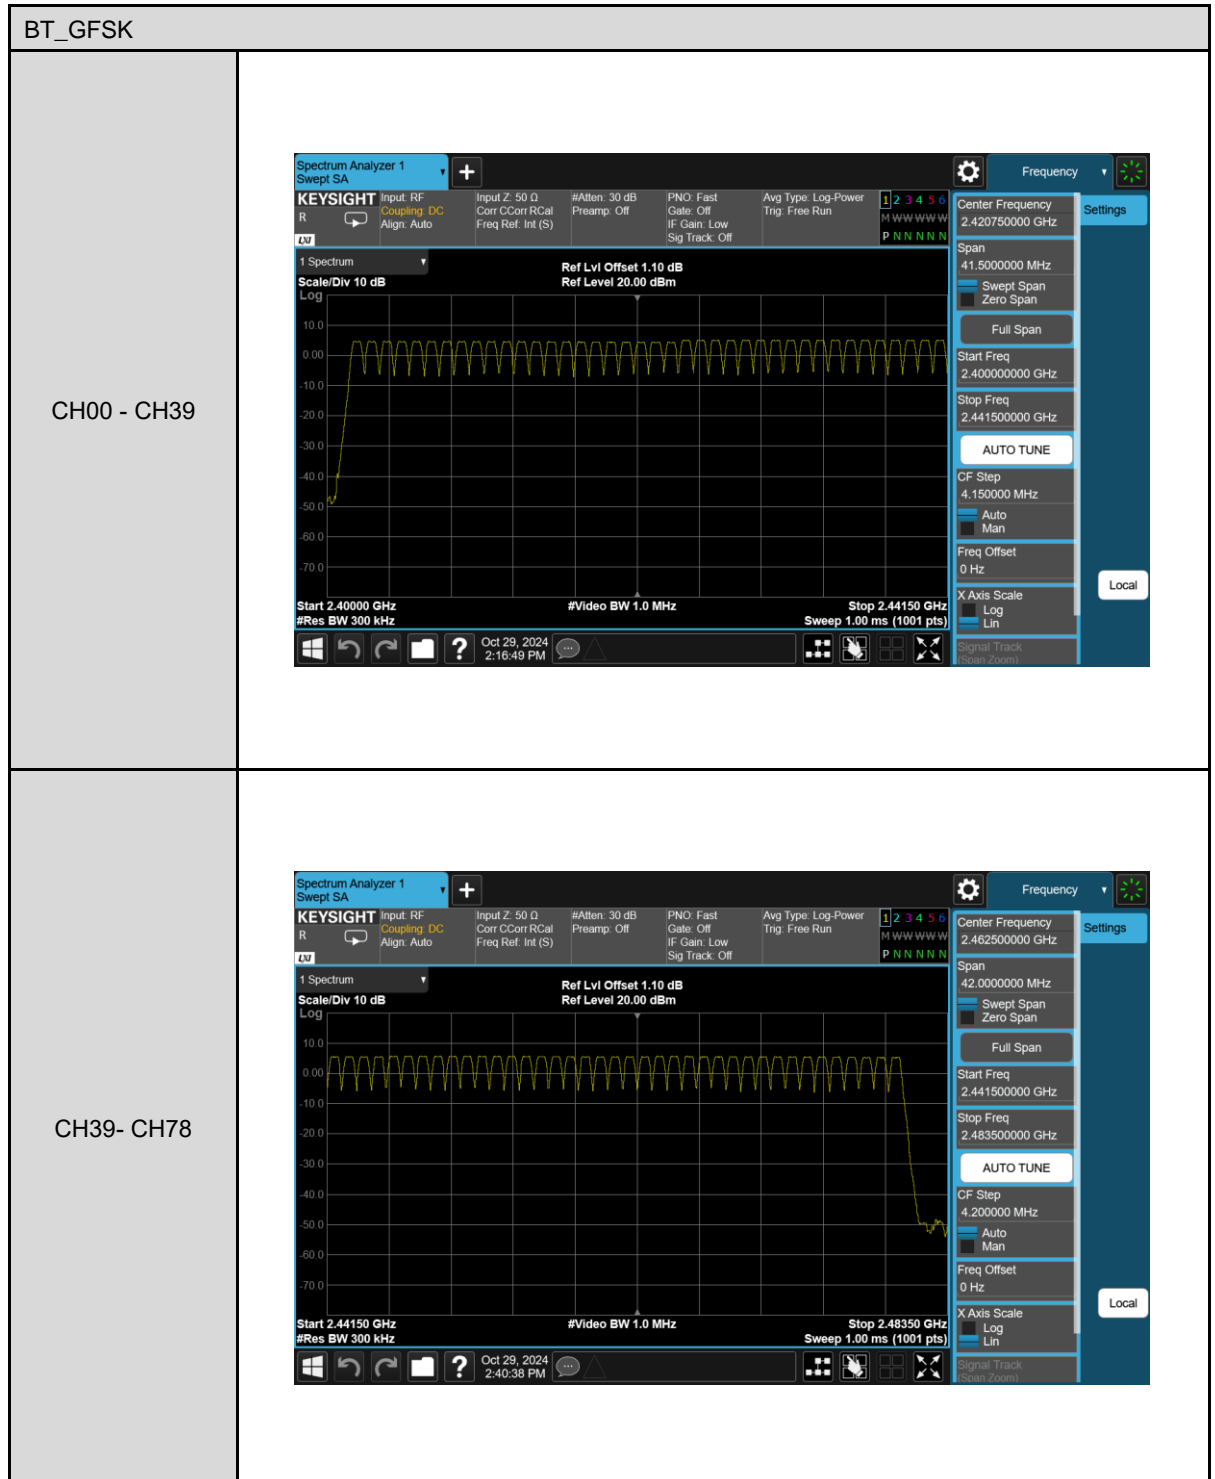 BT_GFSK
CH00 - CH39
Spectrum Analyzer 1
Swept SA
Frequency
KEYSIGHT
R
LXI
Input: RF
Coupling: DC
Align: Auto
Input Z: 50 Ω
Corr CCorr RCal
Freq Ref: Int (S)
#Atten: 30 dB
Preamp: Off
PNO: Fast
Gate: Off
IF Gain: Low
Sig Track: Off
Avg Type: Log-Power
Trig: Free Run
1 2 3 4 5 6
M W W W W W
P N N N N N
1 Spectrum
Scale/Div 10 dB
Ref Lvl Offset 1.10 dB
Ref Level 20.00 dBm
Log
10.0
0.00
-10.0
-20.0
-30.0
-40.0
-50.0
-60.0
-70.0
Start 2.40000 GHz
#Res BW 300 kHz
#Video BW 1.0 MHz
Stop 2.44150 GHz
Sweep 1.00 ms (1001 pts)
Oct 29, 2024
2:16:49 PM
Center Frequency
2.420750000 GHz
Settings
Span
41.5000000 MHz
Swept Span
Zero Span
Full Span
Start Freq
2.400000000 GHz
Stop Freq
2.441500000 GHz
AUTO TUNE
CF Step
4.150000 MHz
Auto
Man
Freq Offset
0 Hz
X Axis Scale
Log
Lin
Local
Signal Track
(Span Zoom)
CH39- CH78
Spectrum Analyzer 1
Swept SA
Frequency
KEYSIGHT
R
LXI
Input: RF
Coupling: DC
Align: Auto
Input Z: 50 Ω
Corr CCorr RCal
Freq Ref: Int (S)
#Atten: 30 dB
Preamp: Off
PNO: Fast
Gate: Off
IF Gain: Low
Sig Track: Off
Avg Type: Log-Power
Trig: Free Run
1 2 3 4 5 6
M W W W W W
P N N N N N
1 Spectrum
Scale/Div 10 dB
Ref Lvl Offset 1.10 dB
Ref Level 20.00 dBm
Log
10.0
0.00
-10.0
-20.0
-30.0
-40.0
-50.0
-60.0
-70.0
Start 2.44150 GHz
#Res BW 300 kHz
#Video BW 1.0 MHz
Stop 2.48350 GHz
Sweep 1.00 ms (1001 pts)
Oct 29, 2024
2:40:38 PM
Center Frequency
2.462500000 GHz
Settings
Span
42.0000000 MHz
Swept Span
Zero Span
Full Span
Start Freq
2.441500000 GHz
Stop Freq
2.483500000 GHz
AUTO TUNE
CF Step
4.200000 MHz
Auto
Man
Freq Offset
0 Hz
X Axis Scale
Log
Lin
Local
Signal Track
(Span Zoom)